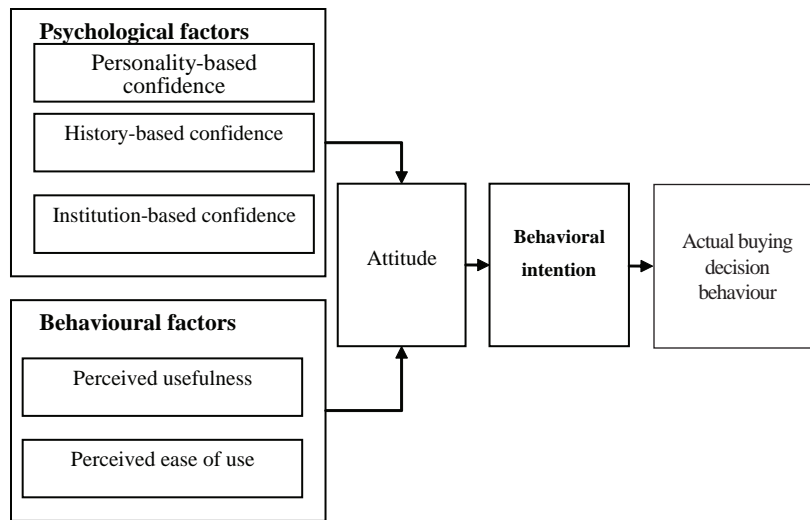 Psychological factors
Personality-based
confidence
History-based confidence
Institution-based confidence
Behavioural factors
Perceived usefulness
Perceived ease of use
Attitude
Behavioral
intention
Actual buying
decision
behaviour